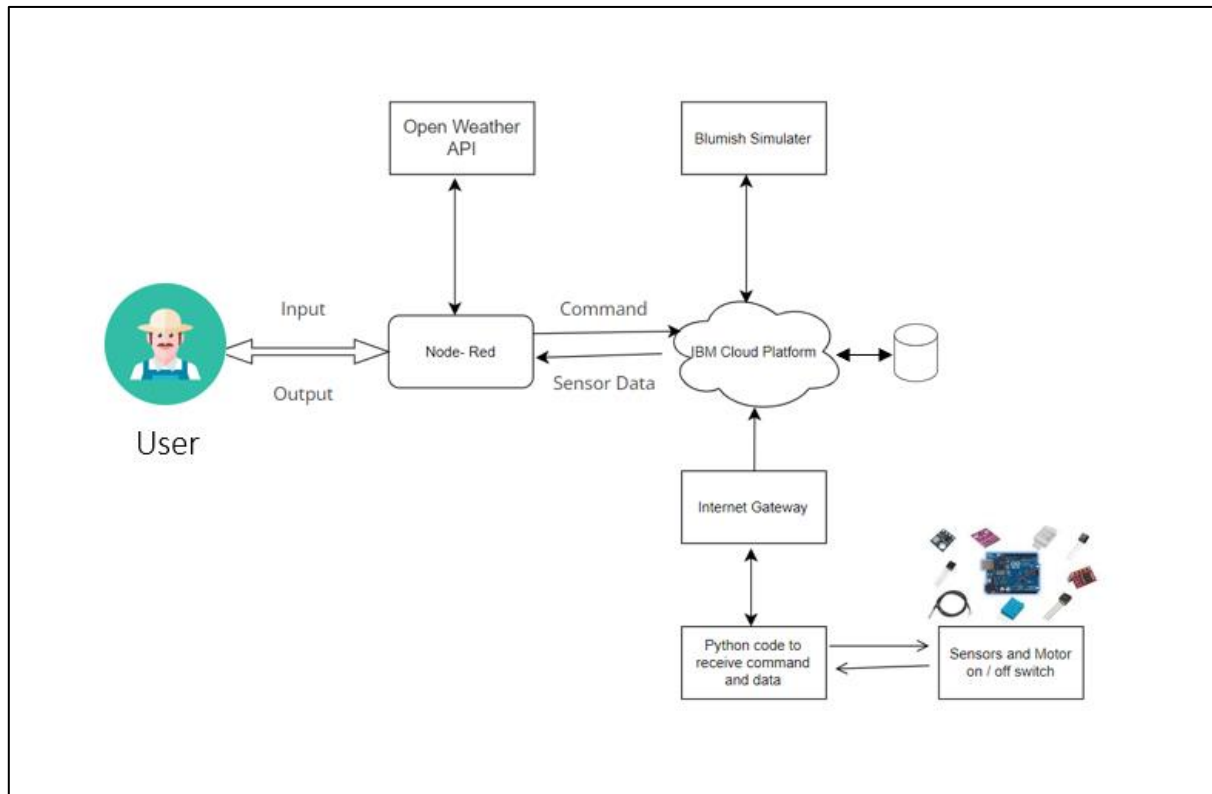 Open Weather
API
Blumish Simulater
Input
Command
Node- Red
IBM Cloud Platform
Output
Sensor Data
User
Internet Gateway
Python code to
receive command
and data
Sensors and Motor
on / off switch